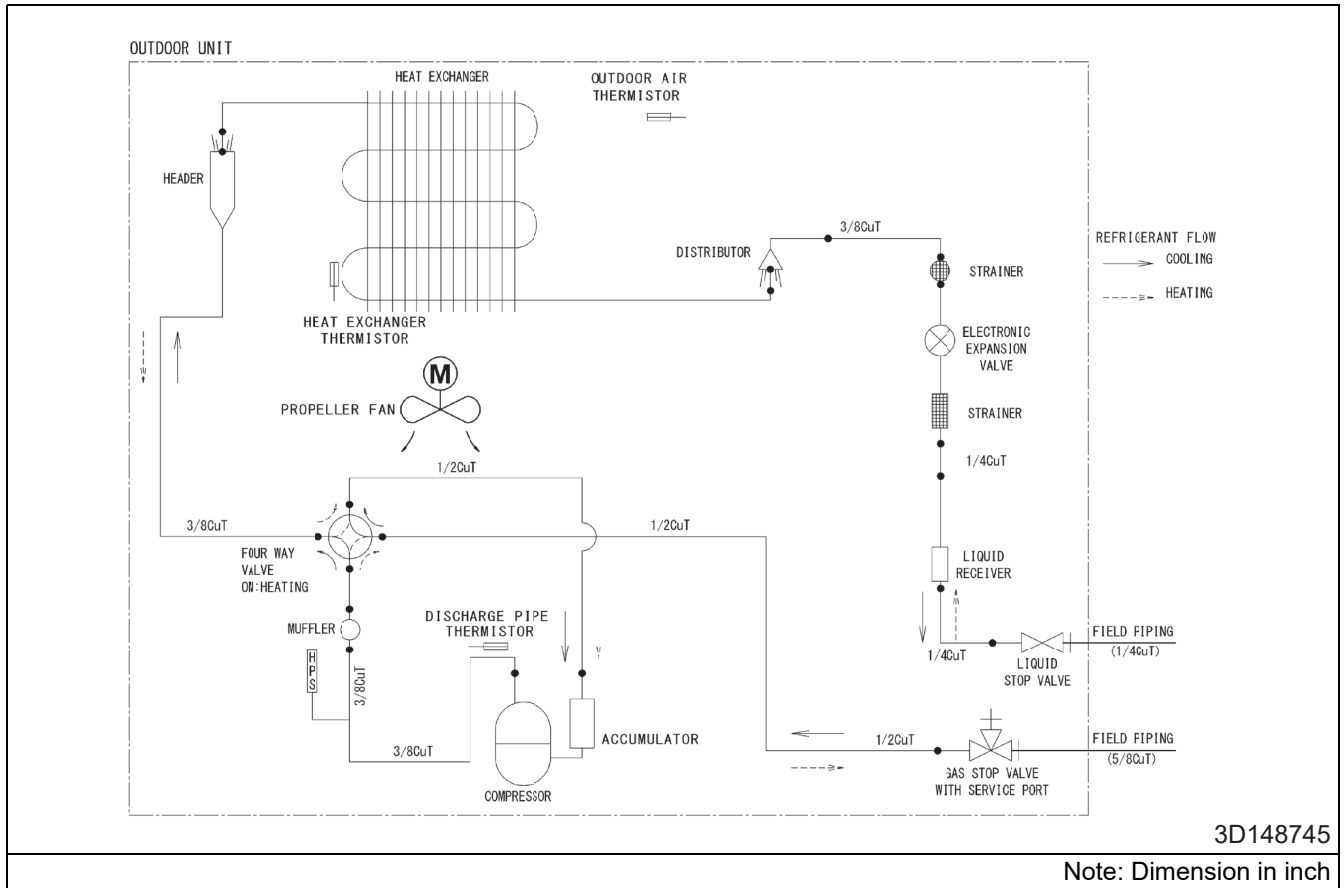 OUTDOOR UNIT
HEAT EXCHANGER
OUTDOOR AIR
THERMISTOR
HEADER
HEAT EXCHANGER
THERMISTOR
DISTRIBUTOR
3/8CuT
STRAINER
ELECTRONIC
EXPANSION
VALVE
STRAINER
1/4CuT
REFRIGERANT FLOW
COOLING
HEATING
M
PROPELLER FAN
1/2CuT
3/8CuT
1/2CuT
FOUR WAY
VALVE
ON:HEATING
MUFFLER
HPS
3/8CuT
DISCHARGE PIPE
THERMISTOR
3/8CuT
COMPRESSOR
ACCUMULATOR
LIQUID
RECEIVER
1/4CuT
LIQUID
STOP VALVE
FIELD PIPING
(1/4CuT)
1/2CuT
GAS STOP VALVE
WITH SERVICE PORT
FIELD PIPING
(5/8CuT)
3D148745
Note: Dimension in inch